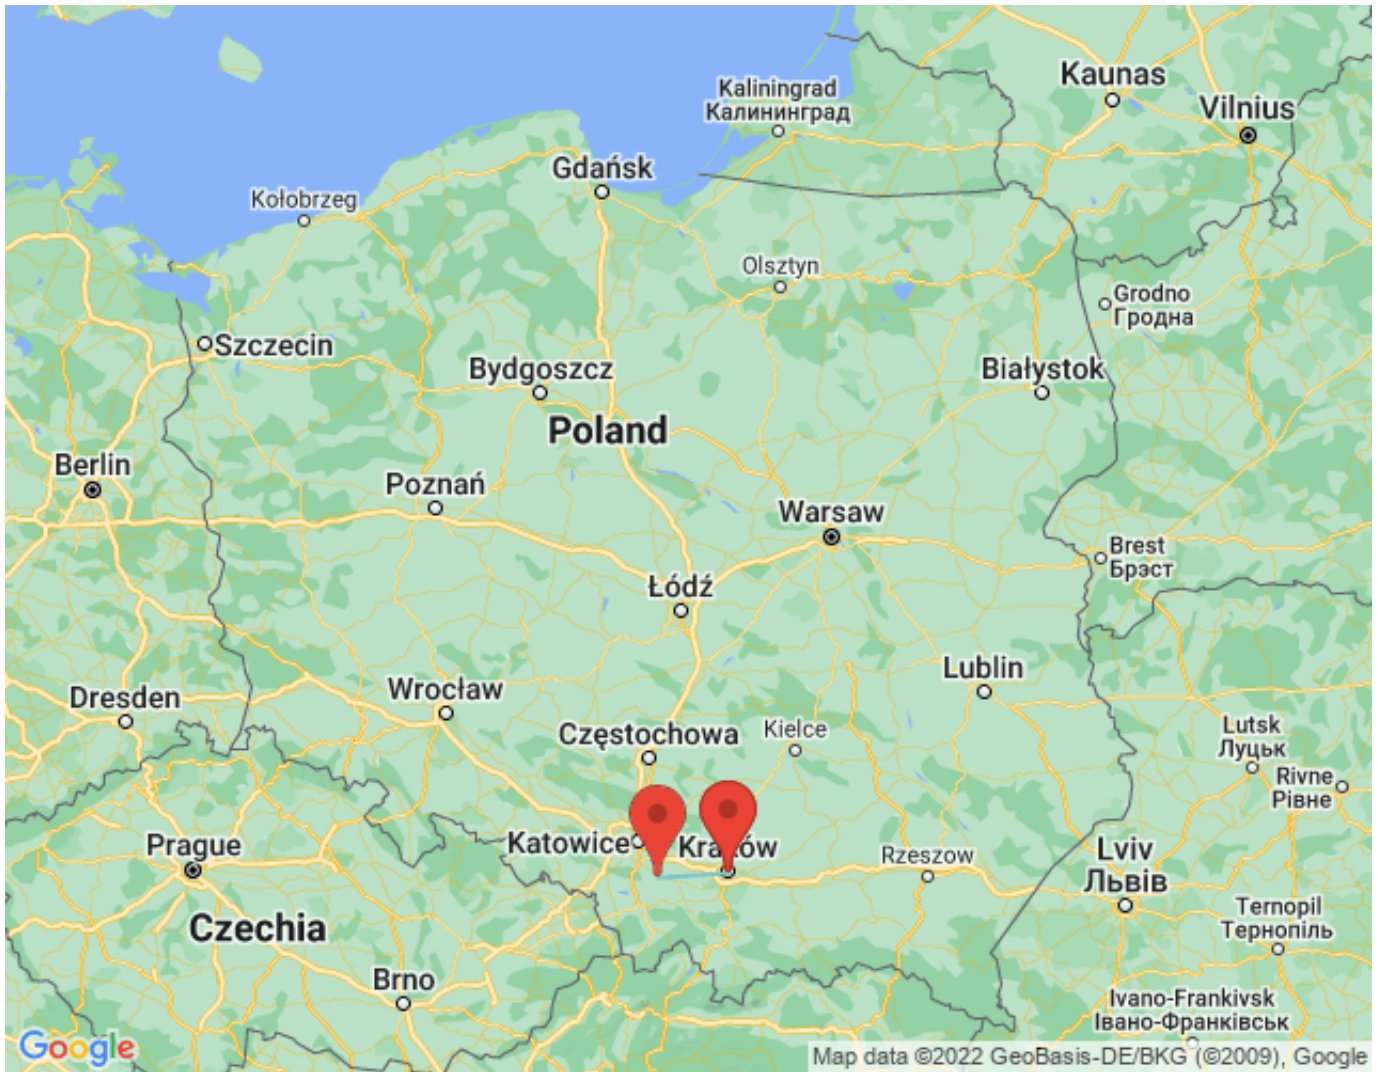 Kaunas
Kaliningrad
Калининград
Vilnius
Gdańsk
Kołobrzeg
Olsztyn
Grodno
Гродна
Szczecin
Bydgoszcz
Białystok
Poland
Berlin
Poznań
Warsaw
Brest
Брэст
Łódź
Lublin
Wrocław
Dresden
Częstochowa
Kielce
Lutsk
Луцьк
Rivne
Рівне
Katowice
Kraków
Prague
Rzeszow
Lviv
Львів
Ternopil
Тернопіль
Czechia
Brno
Ivano-Frankivsk
Івано-Франківськ
Google
Map data ©2022 GeoBasis-DE/BKG (©2009), Google